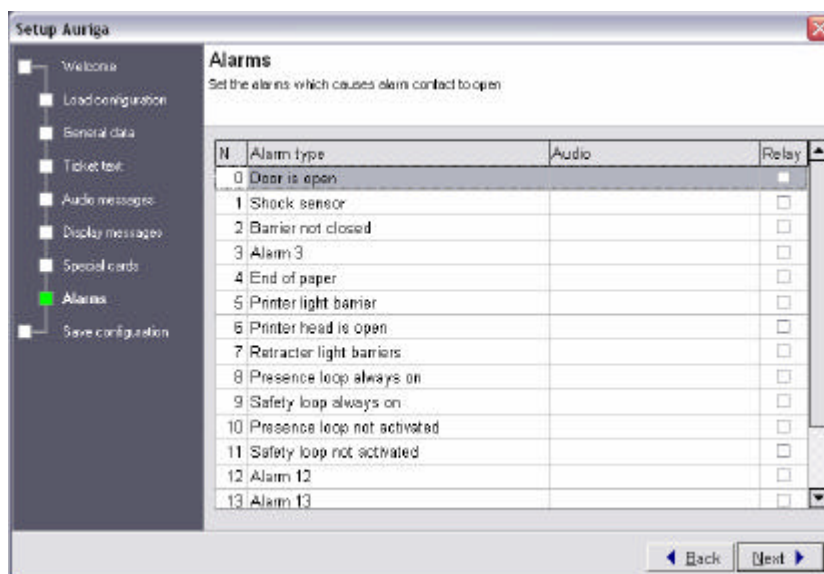 Setup Auriga
Welcome
Load configuration
General data
Ticket text
Audio messages
Display messages
Special cards
Alarms
Save configuration
Alarms
Set the alarms which causes alarm contact to open
N Alarm type Audio Relay
0 Door is open
1 Shock sensor
2 Barrier not closed
3 Alarm 3
4 End of paper
5 Printer light barrier
6 Printer head is open
7 Retracter light barriers
8 Presence loop always on
9 Safety loop always on
10 Presence loop not activated
11 Safety loop not activated
12 Alarm 12
13 Alarm 13
Back Next